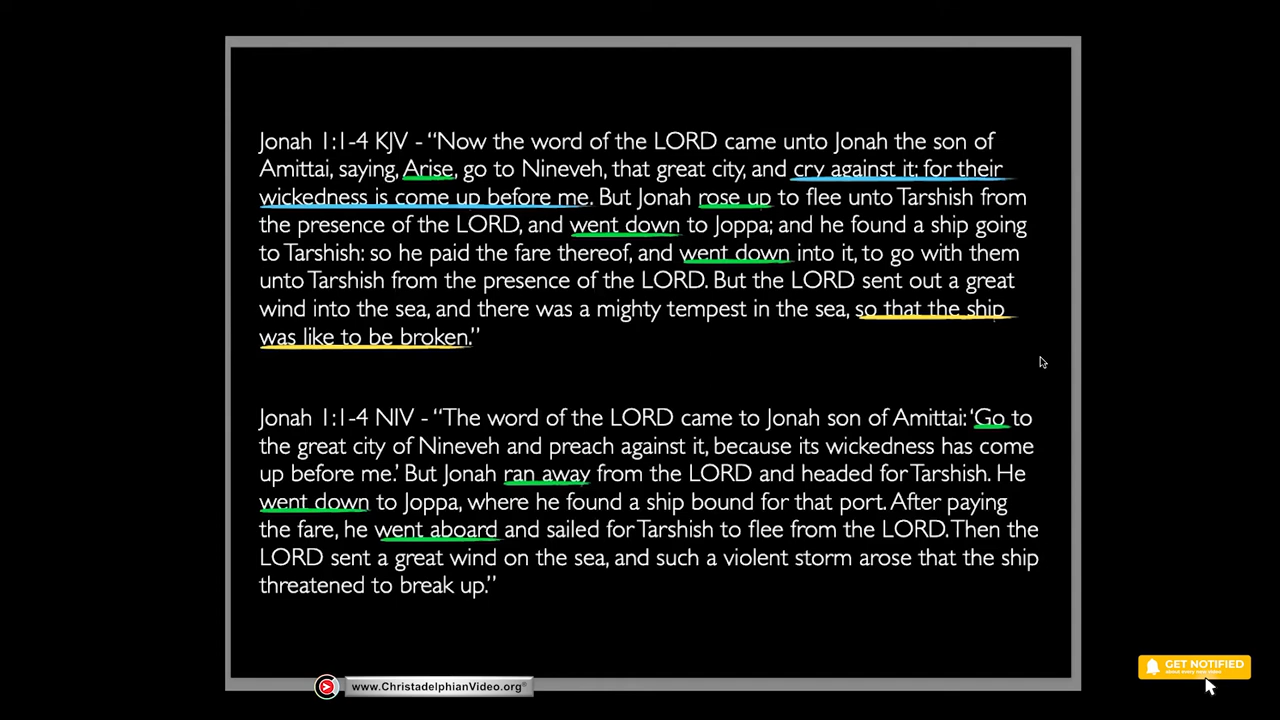 Jonah 1:1-4 KJV - “Now the word of the LORD came unto Jonah the son of
Amittai, saying, Arise, go to Nineveh, that great city, and cry against it; for their
wickedness is come up before me. But Jonah rose up to flee unto Tarshish from
the presence of the LORD, and went down to Joppa; and he found a ship going
to Tarshish: so he paid the fare thereof, and went down into it, to go with them
unto Tarshish from the presence of the LORD. But the LORD sent out a great
wind into the sea, and there was a mighty tempest in the sea, so that the ship
was like to be broken.”
Jonah 1:1-4 NIV - “The word of the LORD came to Jonah son of Amittai: ‘Go to
the great city of Nineveh and preach against it, because its wickedness has come
up before me.’ But Jonah ran away from the LORD and headed for Tarshish. He
went down to Joppa, where he found a ship bound for that port. After paying
the fare, he went aboard and sailed for Tarshish to flee from the LORD. Then the
LORD sent a great wind on the sea, and such a violent storm arose that the ship
threatened to break up.”
www.ChristadelphianVideo.org
GET NOTIFIED
about every new video